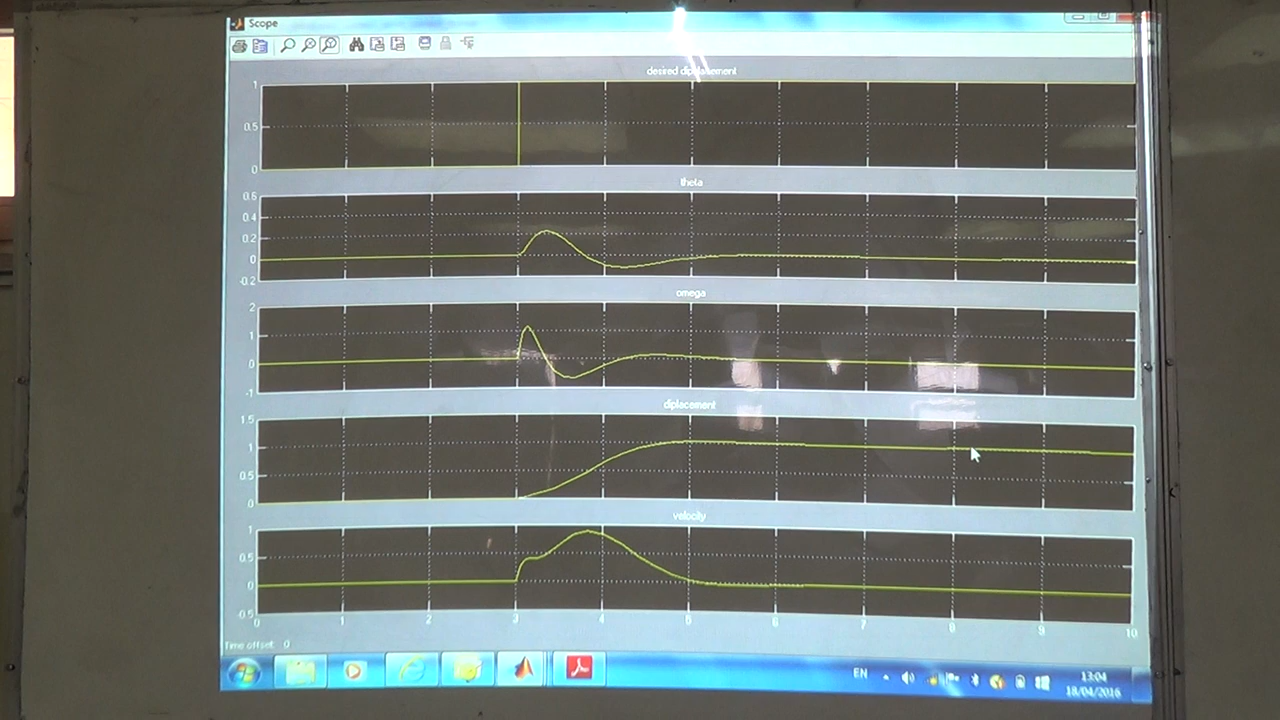 Scope
desired diplacement
1
0.5
0
theta
0.6
0.4
0.2
0
-0.2
omega
2
1
0
-1
diplacement
1.5
1
0.5
0
velocity
1
0.5
0
-0.5
0 1 2 3 4 5 6 7 8 9 10
Time offset: 0
EN
13:04
18/04/2016